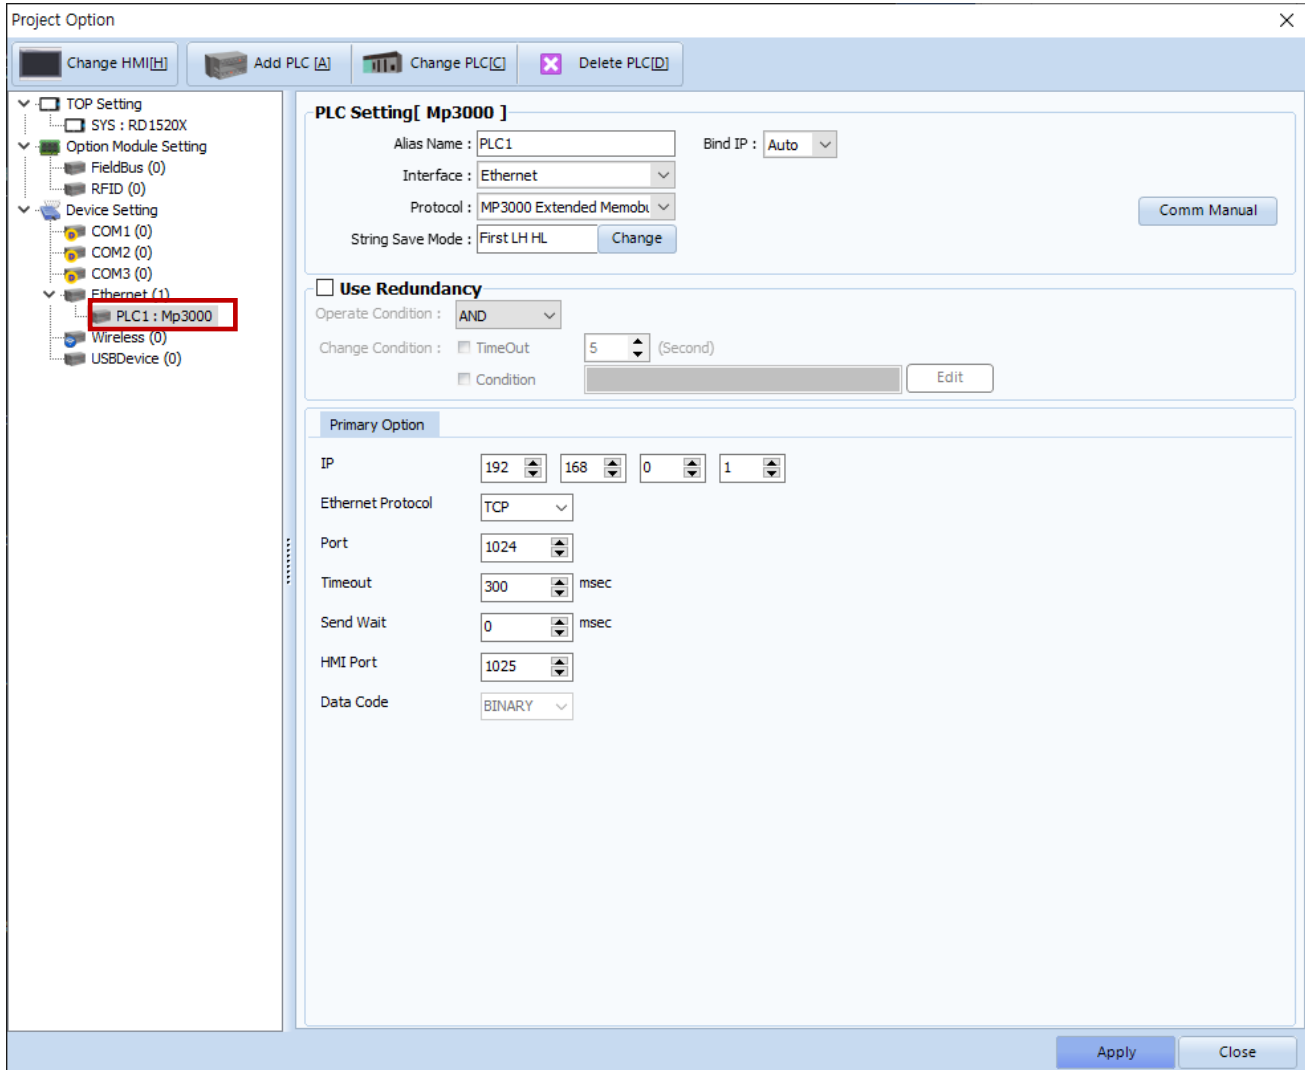 Project Option
Change HMI[H] Add PLC [A] Change PLC[C] Delete PLC[D]
TOP Setting
SYS : RD1520X
Option Module Setting
FieldBus (0)
RFID (0)
Device Setting
COM1 (0)
COM2 (0)
COM3 (0)
Ethernet (1)
PLC1 : Mp3000
Wireless (0)
USBDevice (0)
PLC Setting[ Mp3000 ]
Alias Name : PLC1 Bind IP : Auto
Interface : Ethernet
Protocol : MP3000 Extended Memobu
Comm Manual
String Save Mode : First LH HL Change
Use Redundancy
Operate Condition : AND
Change Condition : TimeOut 5 (Second)
Condition Edit
Primary Option
IP 192 168 0 1
Ethernet Protocol TCP
Port 1024
Timeout 300 msec
Send Wait 0 msec
HMI Port 1025
Data Code BINARY
Apply Close